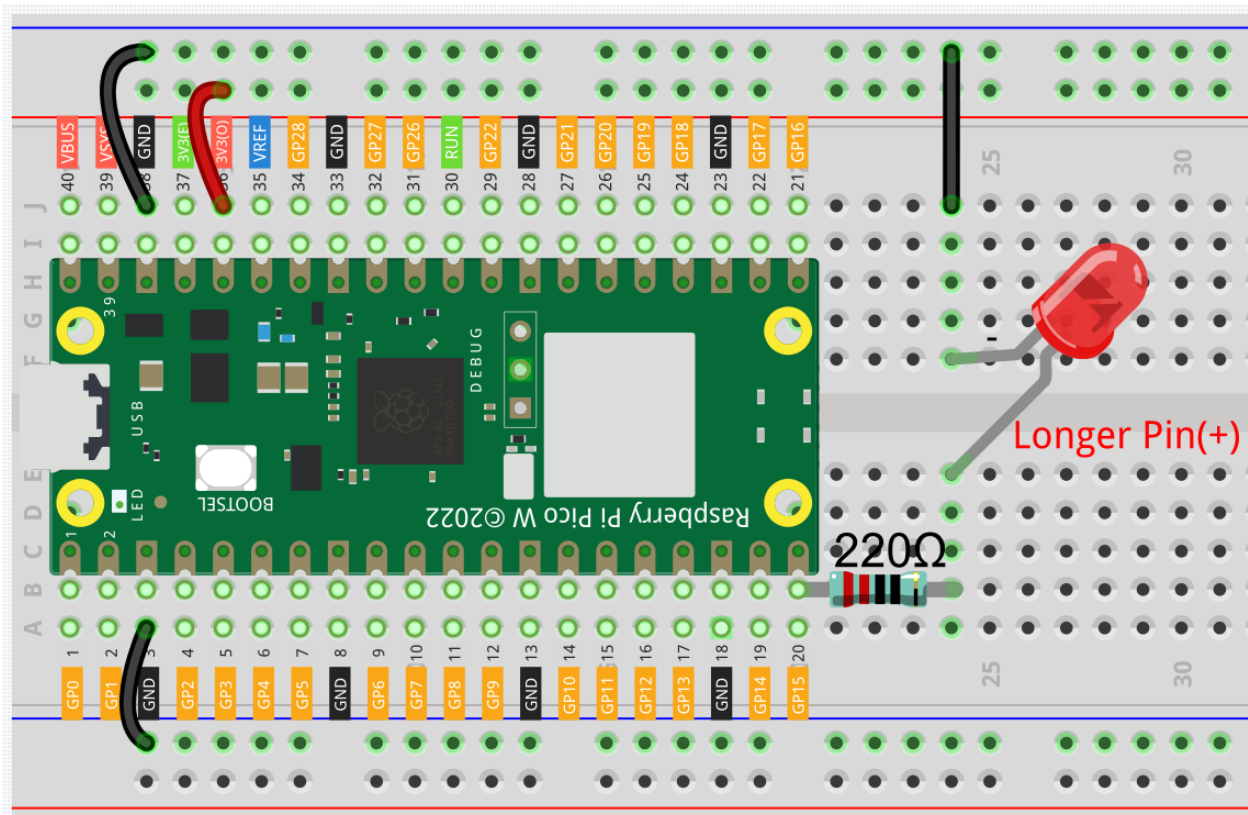 VBUS VSYS GND 3V3(E) 3V3(O) VREF GP28 GND GP27 GP26 RUN GP22 GND GP21 GP20 GP19 GP18 GND GP17 GP16
40 39 38 37 36 35 34 33 32 31 30 29 28 27 26 25 24 23 22 21
25 30
J
I
H
G
F
39
DEBUG
USB
-
Longer Pin(+)
E
D
C
B
A
LED
BOOTSEL
Raspberry Pi Pico W ©2022
1 2
220Ω
1 2 3 4 5 6 7 8 9 10 11 12 13 14 15 16 17 18 19 20
25 30
GP0 GP1 GND GP2 GP3 GP4 GP5 GND GP6 GP7 GP8 GP9 GND GP10 GP11 GP12 GP13 GND GP14 GP15